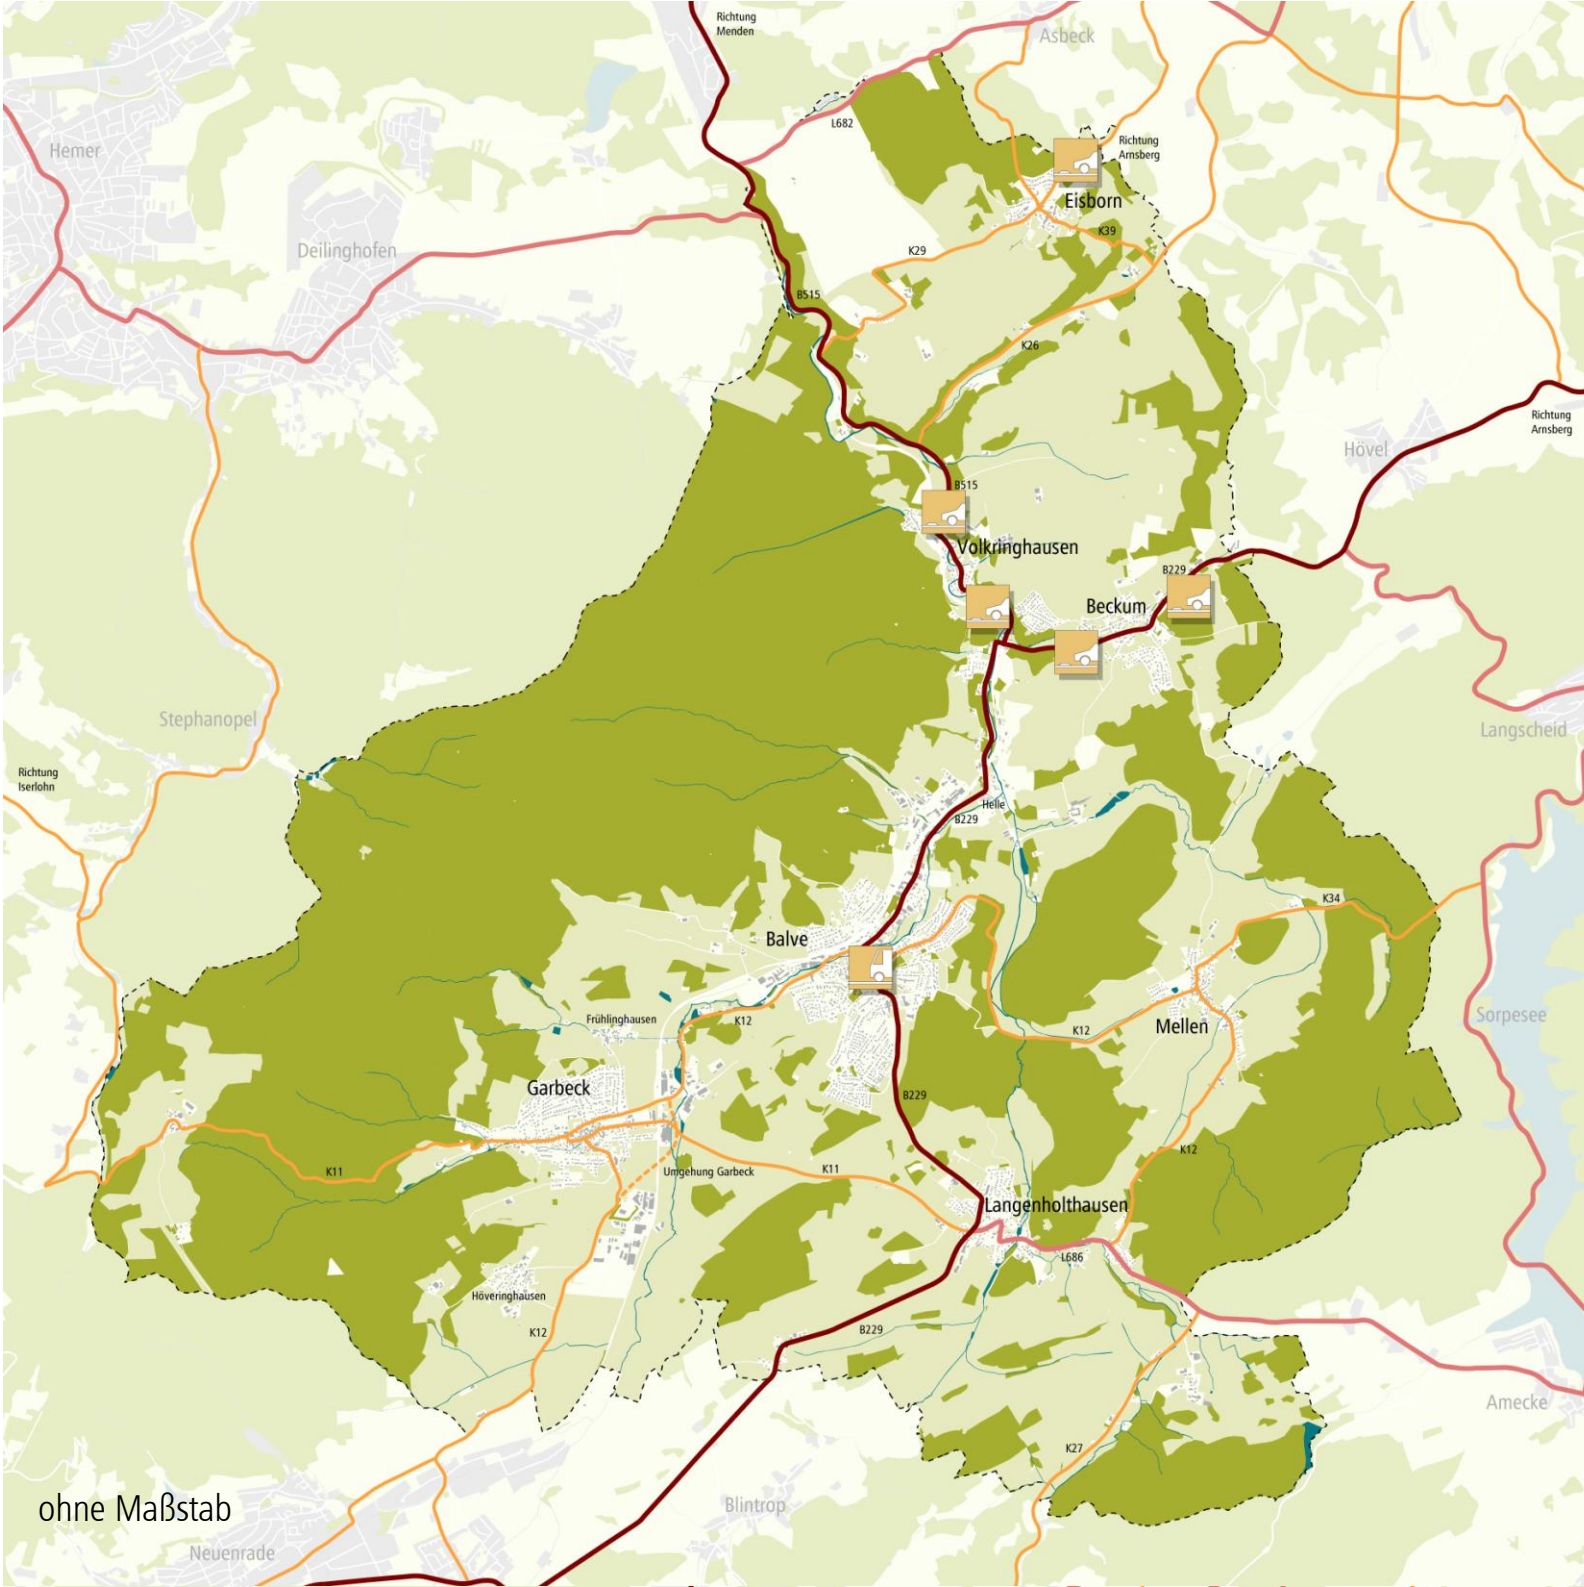 Richtung
Menden
Asbeck
L682
Hemer
Richtung
Arnsberg
Eisborn
K39
Deilinghofen
K29
B515
K26
Richtung
Arnsberg
Hövel
B515
Volkringhausen
B229
Beckum
Stephanopel
Langscheid
Richtung
Iserlohn
Helle
B229
K34
Balve
Sorpesee
Frühlinghausen
K12
K12
Mellen
Garbeck
B229
K12
K11
Umgehung Garbeck
K11
Langenholthausen
L686
Höveringhausen
K12
B229
Amecke
K27
Blintrop
ohne Maßstab
Neuenrade